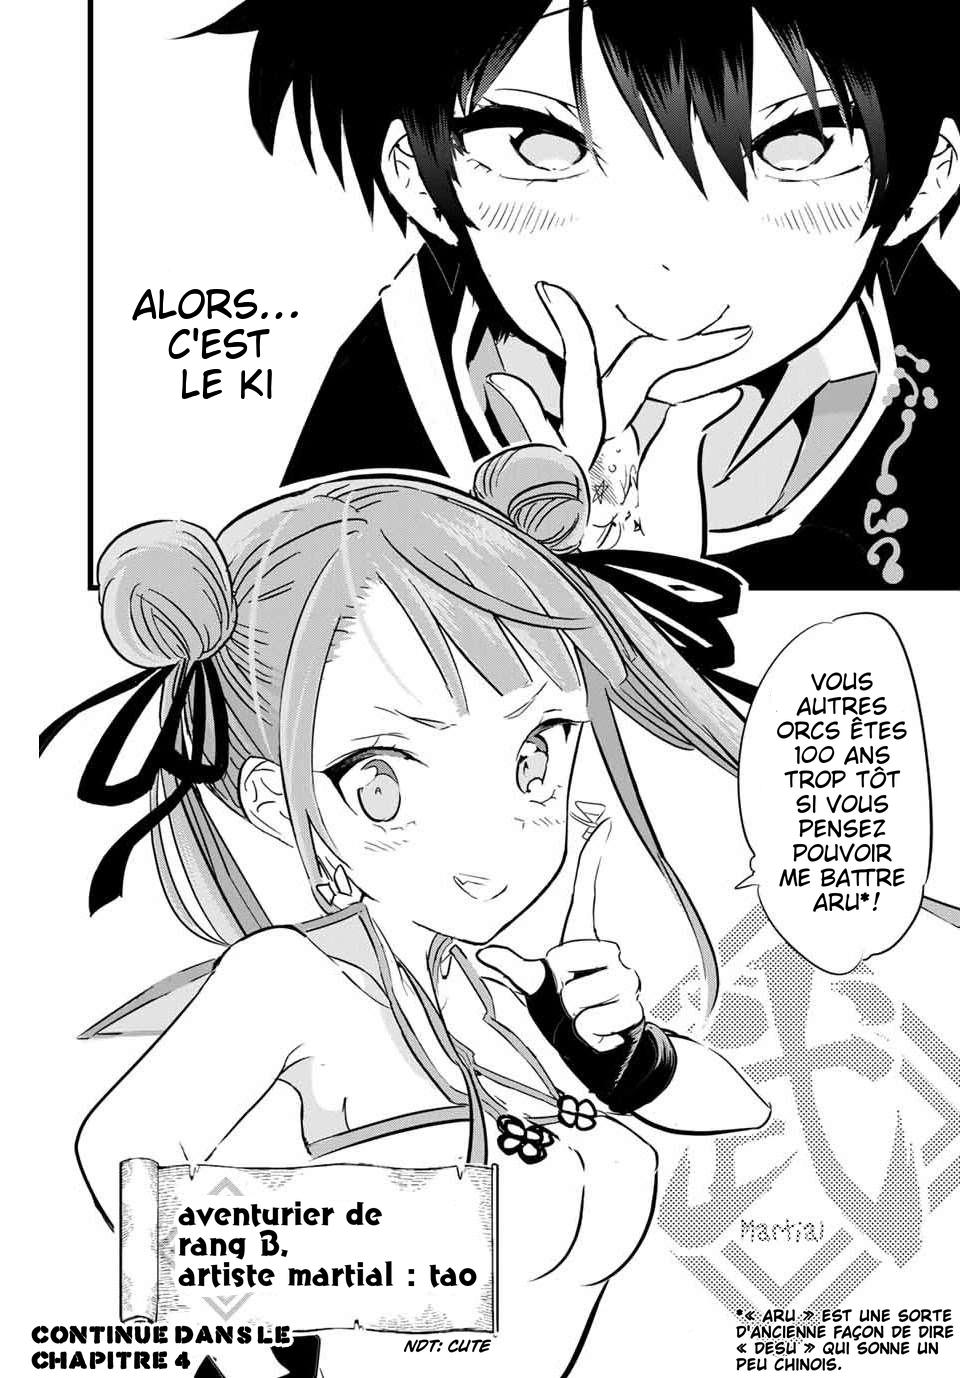 ALORS...
C'EST
LE KI
VOUS
AUTRES
ORCS ÊTES
100 ANS
TROP TÔT
SI VOUS
PENSEZ
POUVOIR
ME BATTRE
ARU*!
Martial
aventurier de
rang B,
artiste martial : tao
CONTINUE DANS LE
CHAPITRE 4
NDT: CUTE
*« ARU » EST UNE SORTE
D'ANCIENNE FAÇON DE DIRE
« DESU » QUI SONNE UN
PEU CHINOIS.